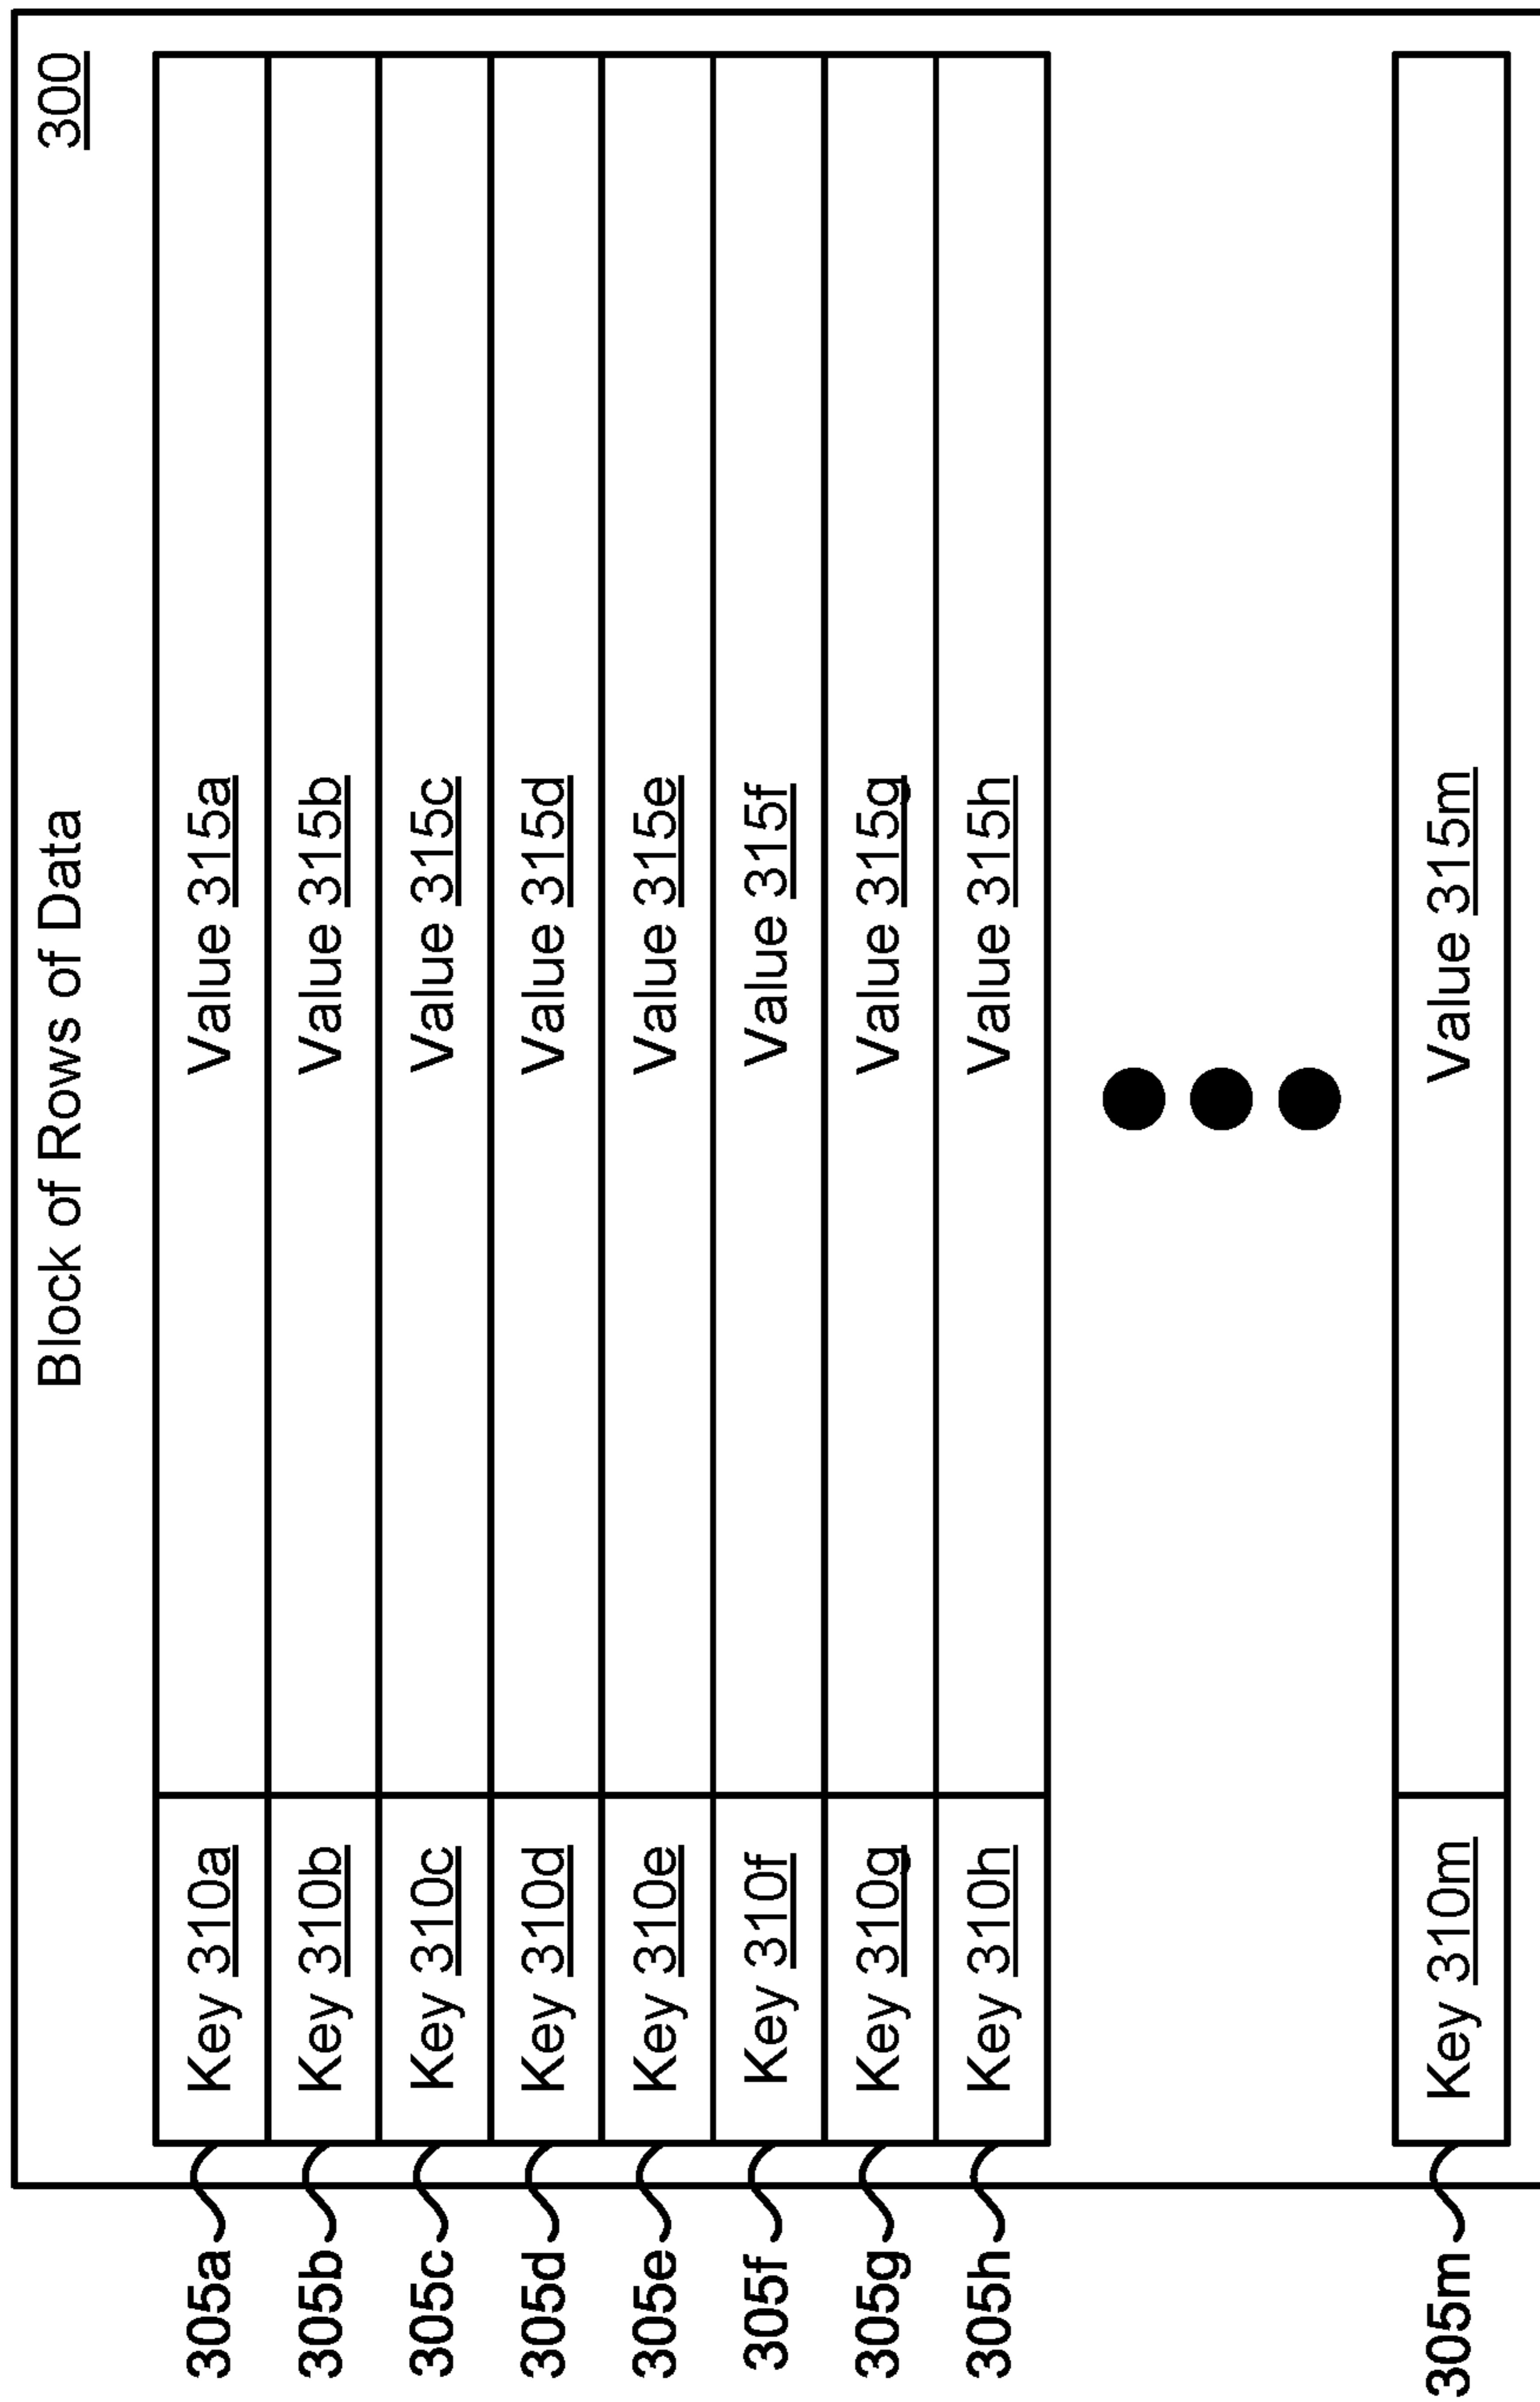 Block of Rows of Data 300
305a Key 310a Value 315a
305b Key 310b Value 315b
305c Key 310c Value 315c
305d Key 310d Value 315d
305e Key 310e Value 315e
305f Key 310f Value 315f
305g Key 310g Value 315g
305h Key 310h Value 315h
305m Key 310m Value 315m